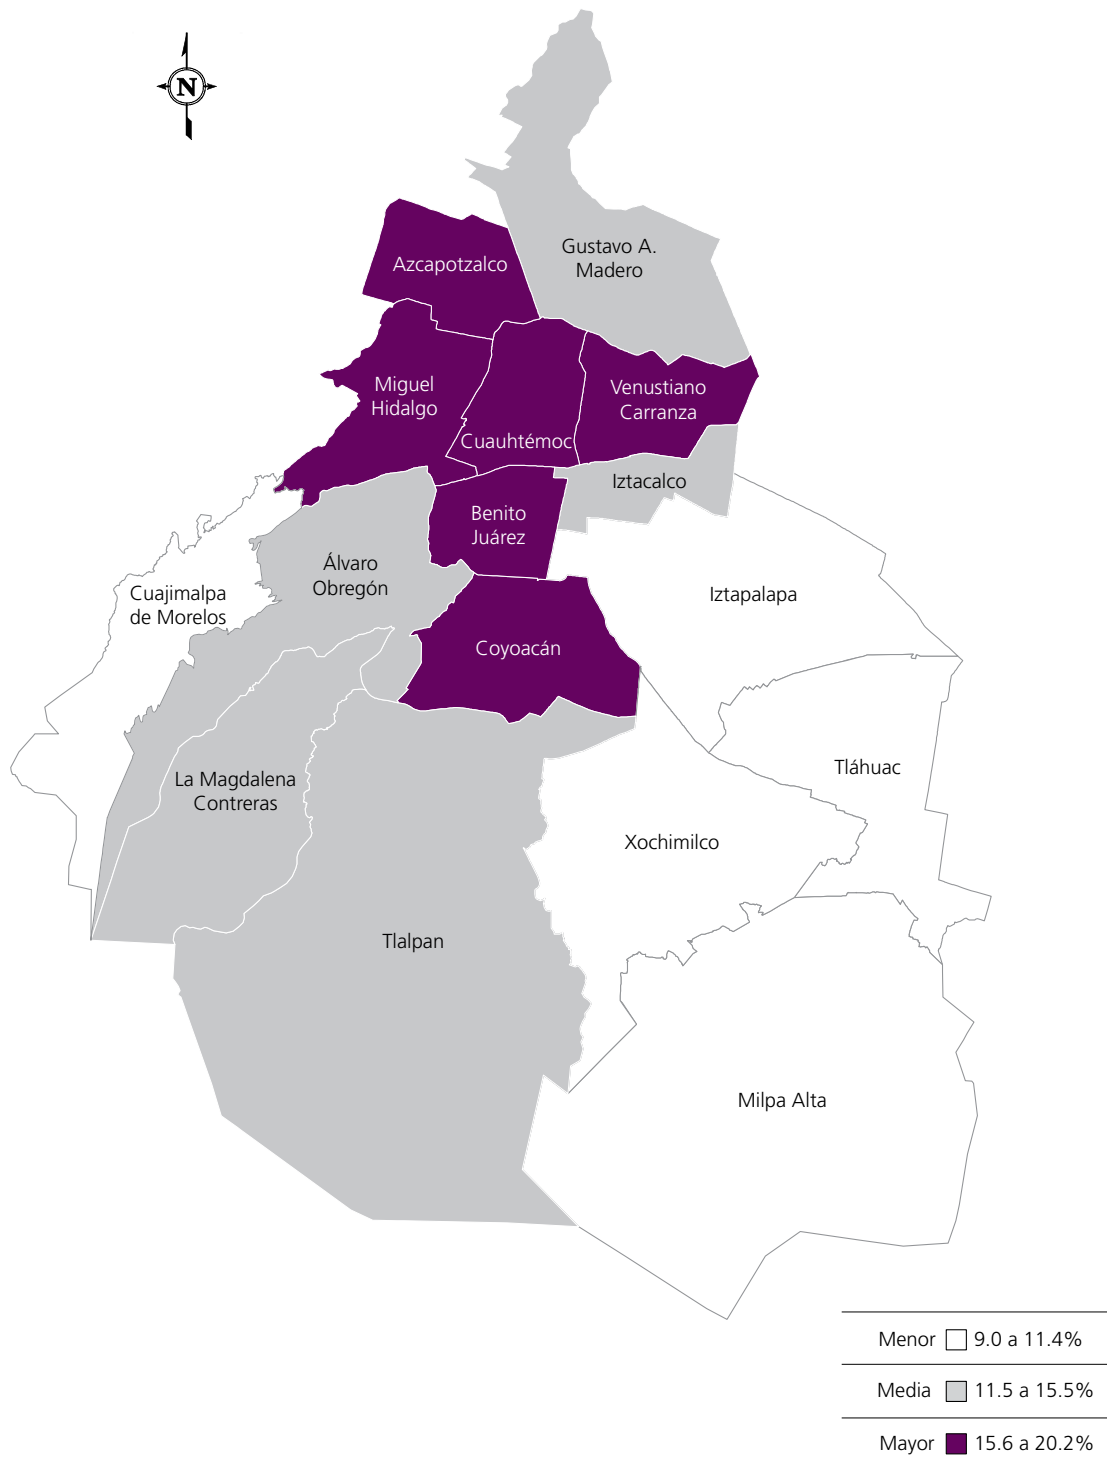 N
Gustavo A.
Madero
Azcapotzalco
Miguel
Hidalgo
Venustiano
Carranza
Cuauhtémoc
Iztacalco
Benito
Juárez
Álvaro
Obregón
Cuajimalpa
de Morelos
Iztapalapa
Coyoacán
La Magdalena
Contreras
Tláhuac
Xochimilco
Tlalpan
Milpa Alta
Menor 9.0 a 11.4%
Media 11.5 a 15.5%
Mayor 15.6 a 20.2%